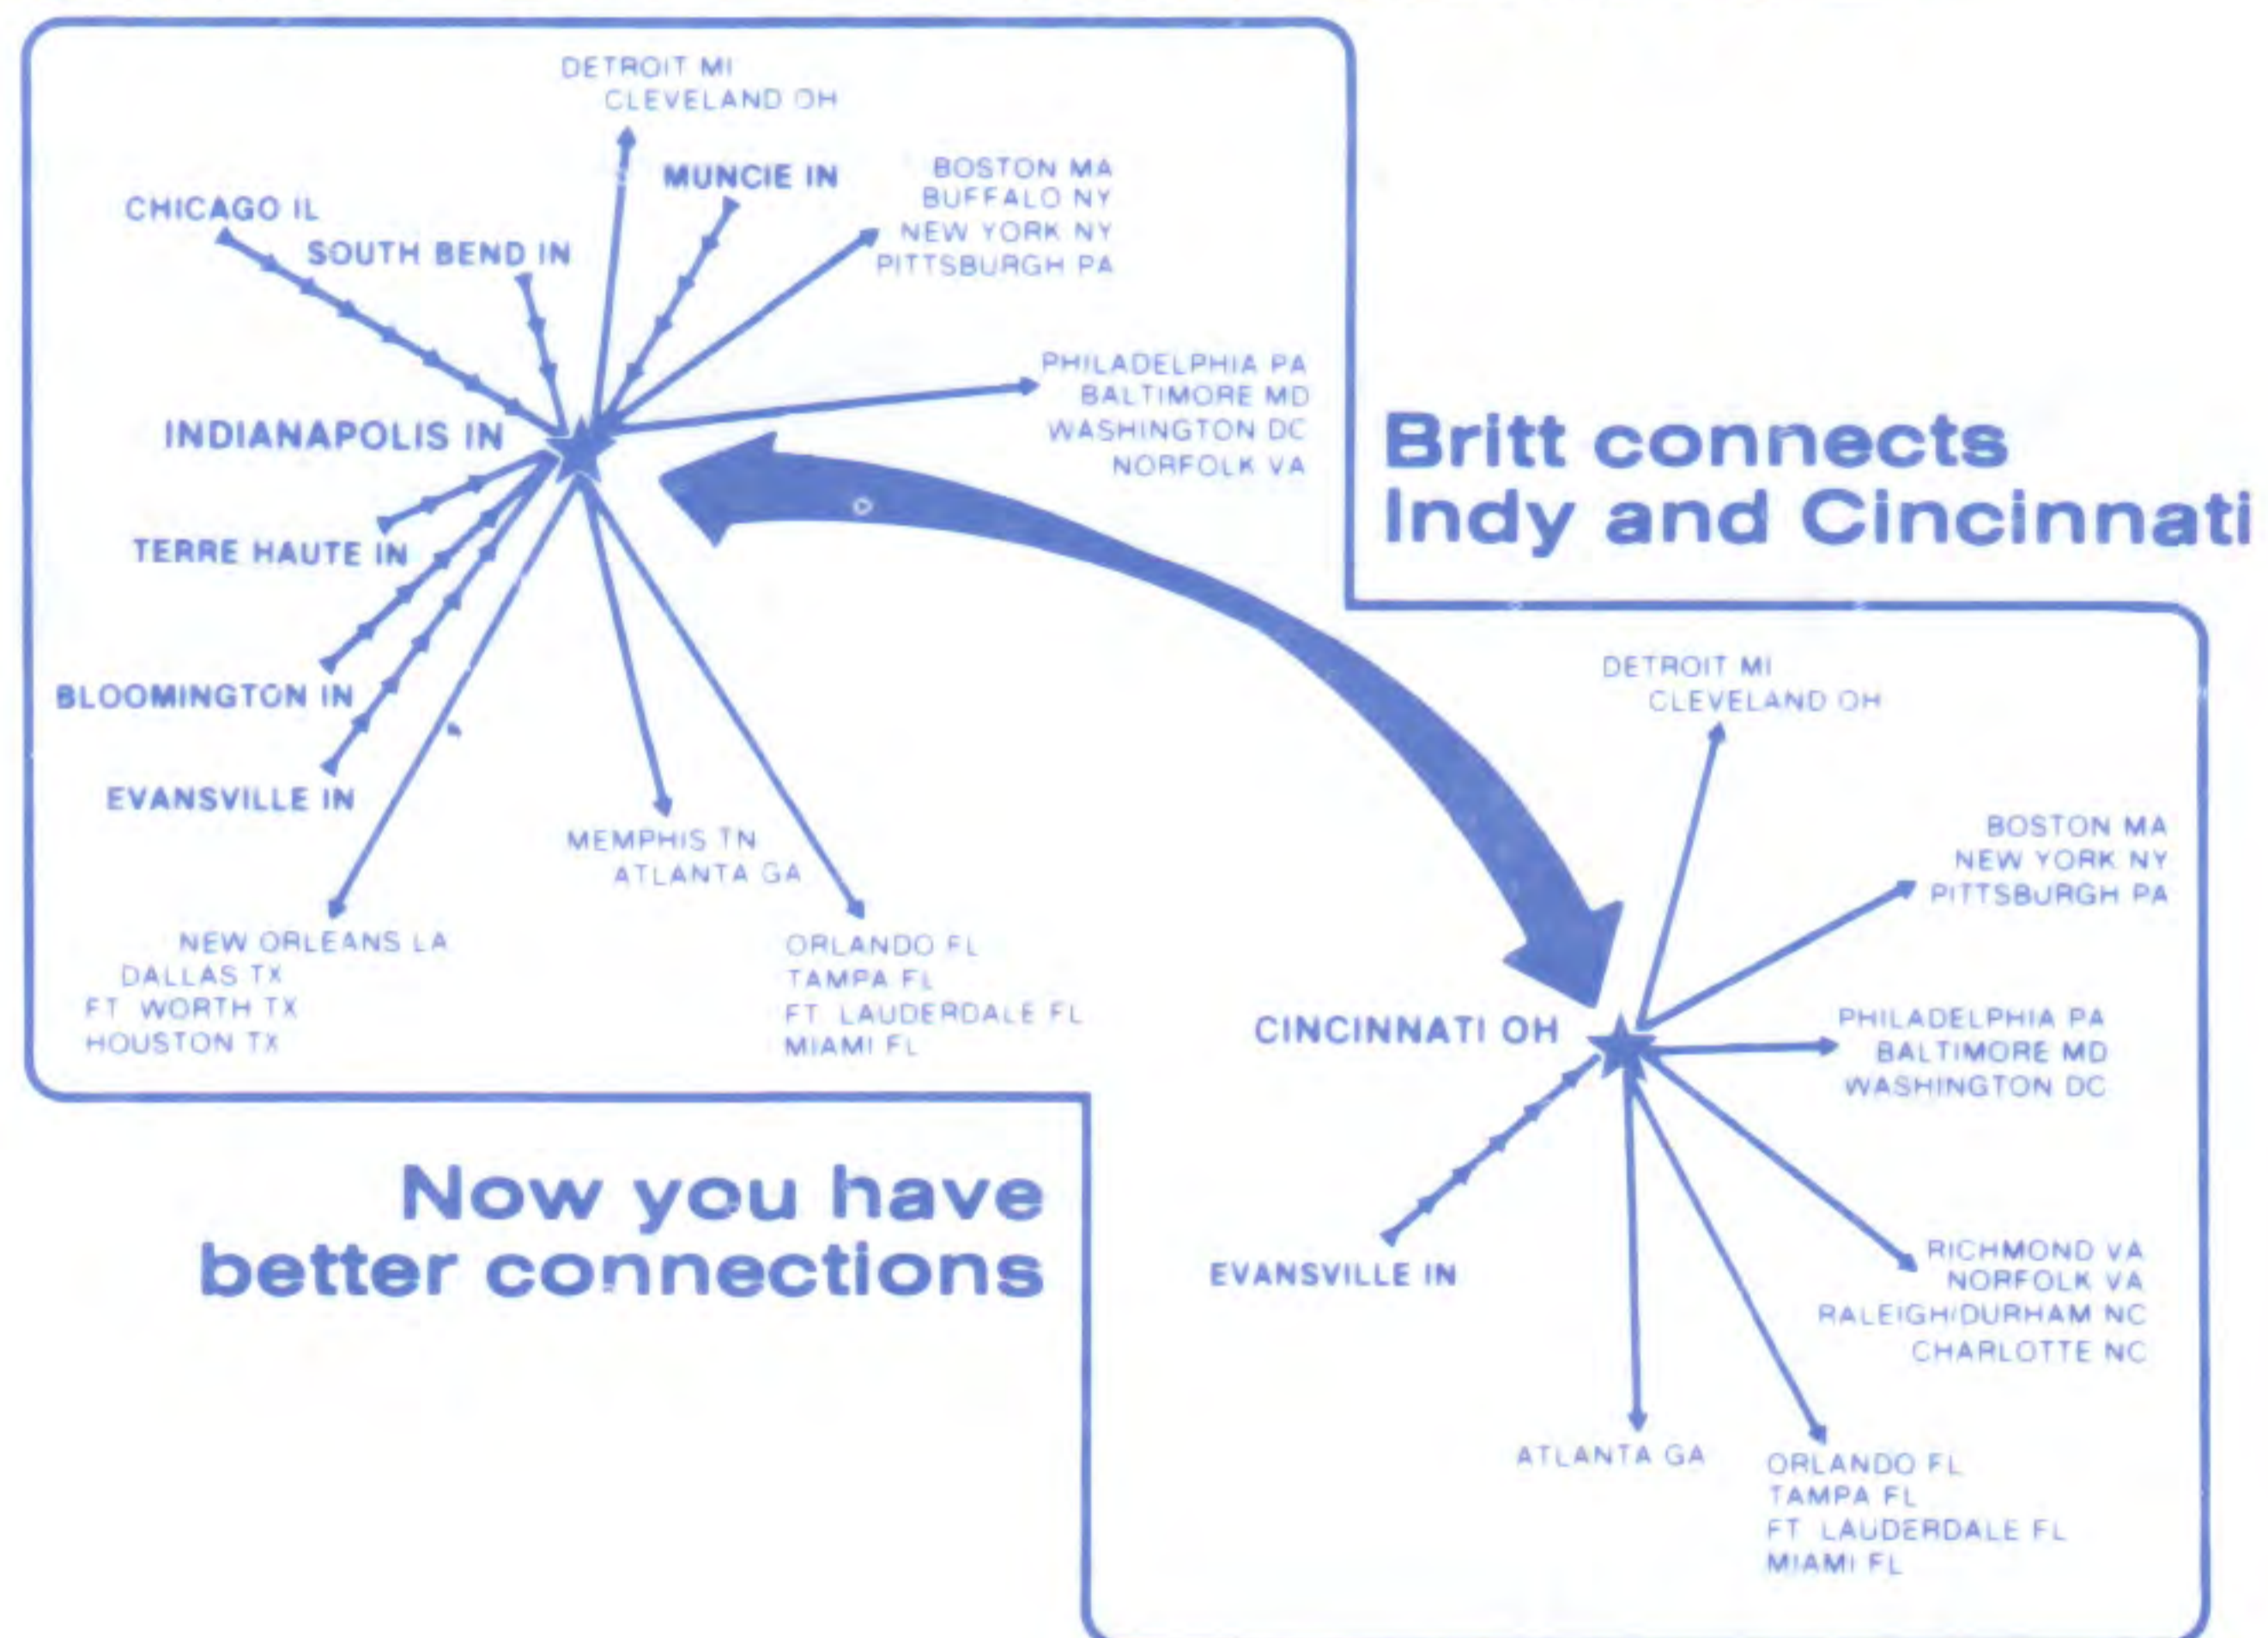 DETROIT MI
CLEVELAND OH
MUNCIE IN
BOSTON MA
BUFFALO NY
NEW YORK NY
PITTSBURGH PA
CHICAGO IL
SOUTH BEND IN
PHILADELPHIA PA
BALTIMORE MD
WASHINGTON DC
NORFOLK VA
INDIANAPOLIS IN
TERRE HAUTE IN
BLOOMINGTON IN
EVANSVILLE IN
MEMPHIS TN
ATLANTA GA
NEW ORLEANS LA
DALLAS TX
FT WORTH TX
HOUSTON TX
ORLANDO FL
TAMPA FL
FT LAUDERDALE FL
MIAMI FL
Britt connects
Indy and Cincinnati
DETROIT MI
CLEVELAND OH
BOSTON MA
NEW YORK NY
PITTSBURGH PA
CINCINNATI OH
PHILADELPHIA PA
BALTIMORE MD
WASHINGTON DC
EVANSVILLE IN
RICHMOND VA
NORFOLK VA
RALEIGH/DURHAM NC
CHARLOTTE NC
ATLANTA GA
ORLANDO FL
TAMPA FL
FT LAUDERDALE FL
MIAMI FL
Now you have
better connections